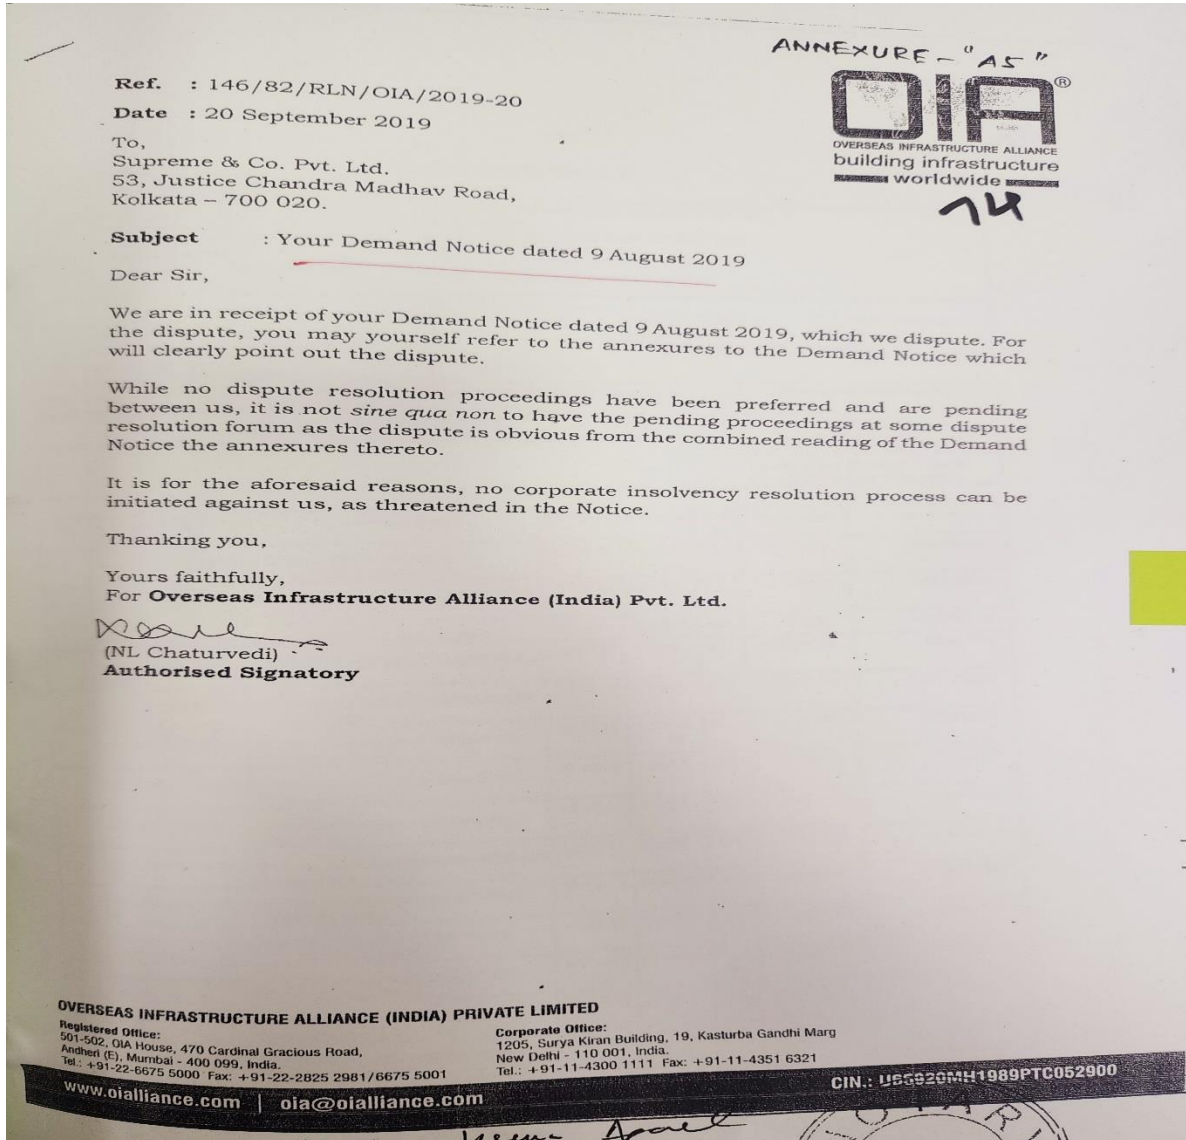 ANNEXURE - "A5"
OIA®
OVERSEAS INFRASTRUCTURE ALLIANCE
building infrastructure
worldwide
14
Ref. : 146/82/RLN/OIA/2019-20
Date : 20 September 2019
To,
Supreme & Co. Pvt. Ltd.
53, Justice Chandra Madhav Road,
Kolkata – 700 020.
Subject : Your Demand Notice dated 9 August 2019
Dear Sir,
We are in receipt of your Demand Notice dated 9 August 2019, which we dispute. For
the dispute, you may yourself refer to the annexures to the Demand Notice which
will clearly point out the dispute.
While no dispute resolution proceedings have been preferred and are pending
between us, it is not sine qua non to have the pending proceedings at some dispute
resolution forum as the dispute is obvious from the combined reading of the Demand
Notice the annexures thereto.
It is for the aforesaid reasons, no corporate insolvency resolution process can be
initiated against us, as threatened in the Notice.
Thanking you,
Yours faithfully,
For Overseas Infrastructure Alliance (India) Pvt. Ltd.
(NL Chaturvedi)
Authorised Signatory
OVERSEAS INFRASTRUCTURE ALLIANCE (INDIA) PRIVATE LIMITED
Registered Office:
501-502, OIA House, 470 Cardinal Gracious Road,
Andheri (E), Mumbai - 400 099, India.
Tel.: +91-22-6675 5000 Fax: +91-22-2825 2981/6675 5001
Corporate Office:
1205, Surya Kiran Building, 19, Kasturba Gandhi Marg
New Delhi - 110 001, India.
Tel.: +91-11-4300 1111 Fax: +91-11-4351 6321
www.oialliance.com | oia@oialliance.com
CIN.: